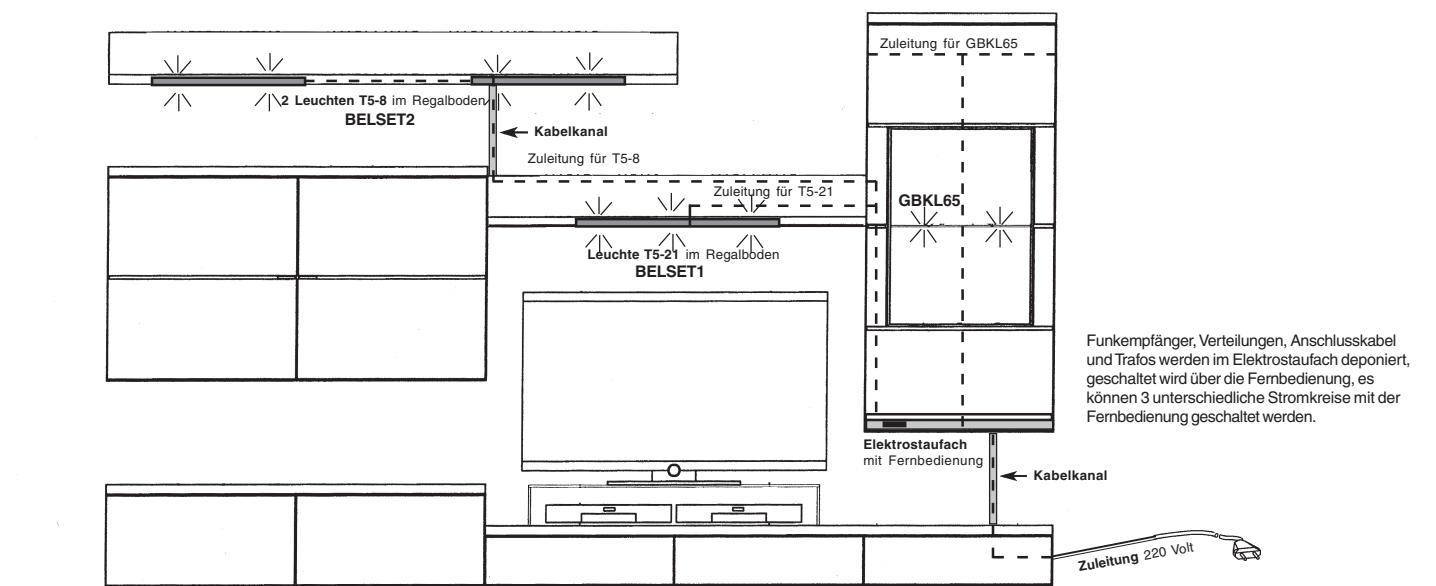 Zuleitung für GBKL65
2 Leuchten T5-8 im Regalboden
BELSET2
Kabelkanal
Zuleitung für T5-8
Zuleitung für T5-21
GBKL65
Leuchte T5-21 im Regalboden
BELSET1
Funkempfänger, Verteilungen, Anschlusskabel
und Trafos werden im Elektrostaufach deponiert,
geschaltet wird über die Fernbedienung, es
können 3 unterschiedliche Stromkreise mit der
Fernbedienung geschaltet werden.
Elektrostaufach
mit Fernbedienung
Kabelkanal
Zuleitung 220 Volt